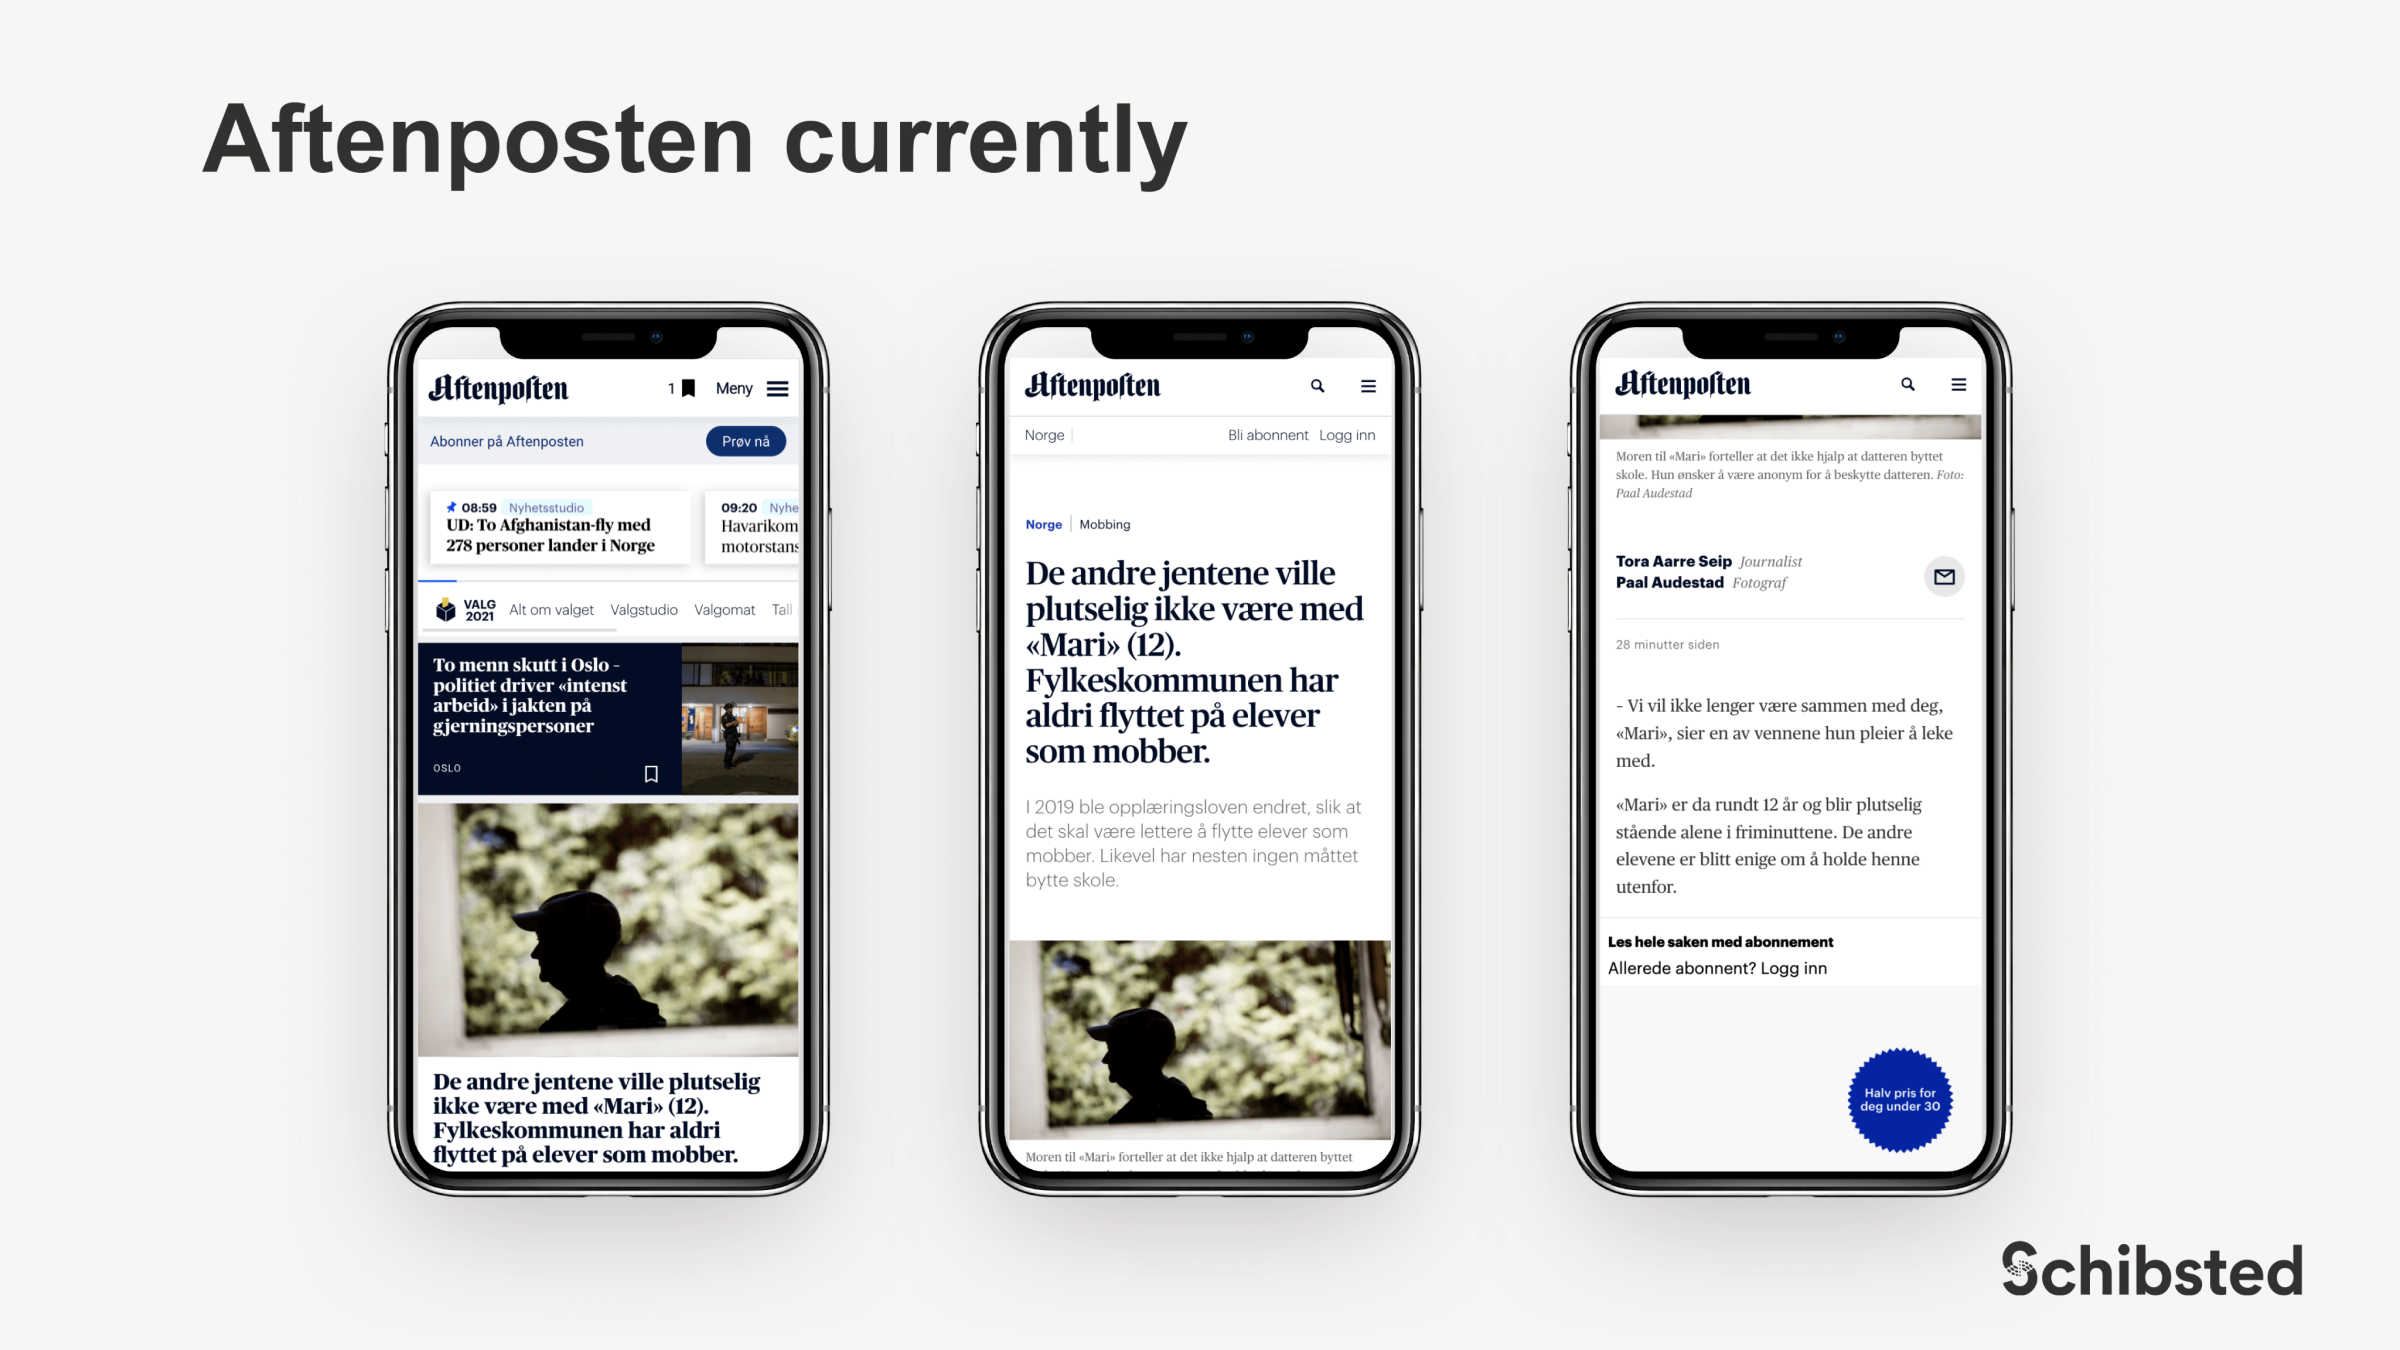 Aftenposten currently
Aftenposten
1
Meny
Abonner på Aftenposten
Prøv nå
08:59 Nyhetsstudio
UD: To Afghanistan-fly med
278 personer lander i Norge
09:20 Nyhe
Havarikom
motorstans
VALG
2021
Alt om valget Valgstudio Valgomat Tall
To menn skutt i Oslo –
politiet driver «intenst
arbeid» i jakten på
gjerningspersoner
OSLO
De andre jentene ville plutselig
ikke være med «Mari» (12).
Fylkeskommunen har aldri
flyttet på elever som mobber.
Aftenposten
Norge
Bli abonnent Logg inn
Norge | Mobbing
De andre jentene ville
plutselig ikke være med
«Mari» (12).
Fylkeskommunen har
aldri flyttet på elever
som mobber.
I 2019 ble opplæringsloven endret, slik at
det skal være lettere å flytte elever som
mobber. Likevel har nesten ingen måttet
bytte skole.
Moren til «Mari» forteller at det ikke hjalp at datteren byttet
Aftenposten
Moren til «Mari» forteller at det ikke hjalp at datteren byttet
skole. Hun ønsker å være anonym for å beskytte datteren. Foto:
Paal Audestad
Tora Aarre Seip Journalist
Paal Audestad Fotograf
28 minutter siden
– Vi vil ikke lenger være sammen med deg,
«Mari», sier en av vennene hun pleier å leke
med.
«Mari» er da rundt 12 år og blir plutselig
stående alene i friminuttene. De andre
elevene er blitt enige om å holde henne
utenfor.
Les hele saken med abonnement
Allerede abonnent? Logg inn
Halv pris for
deg under 30
Schibsted